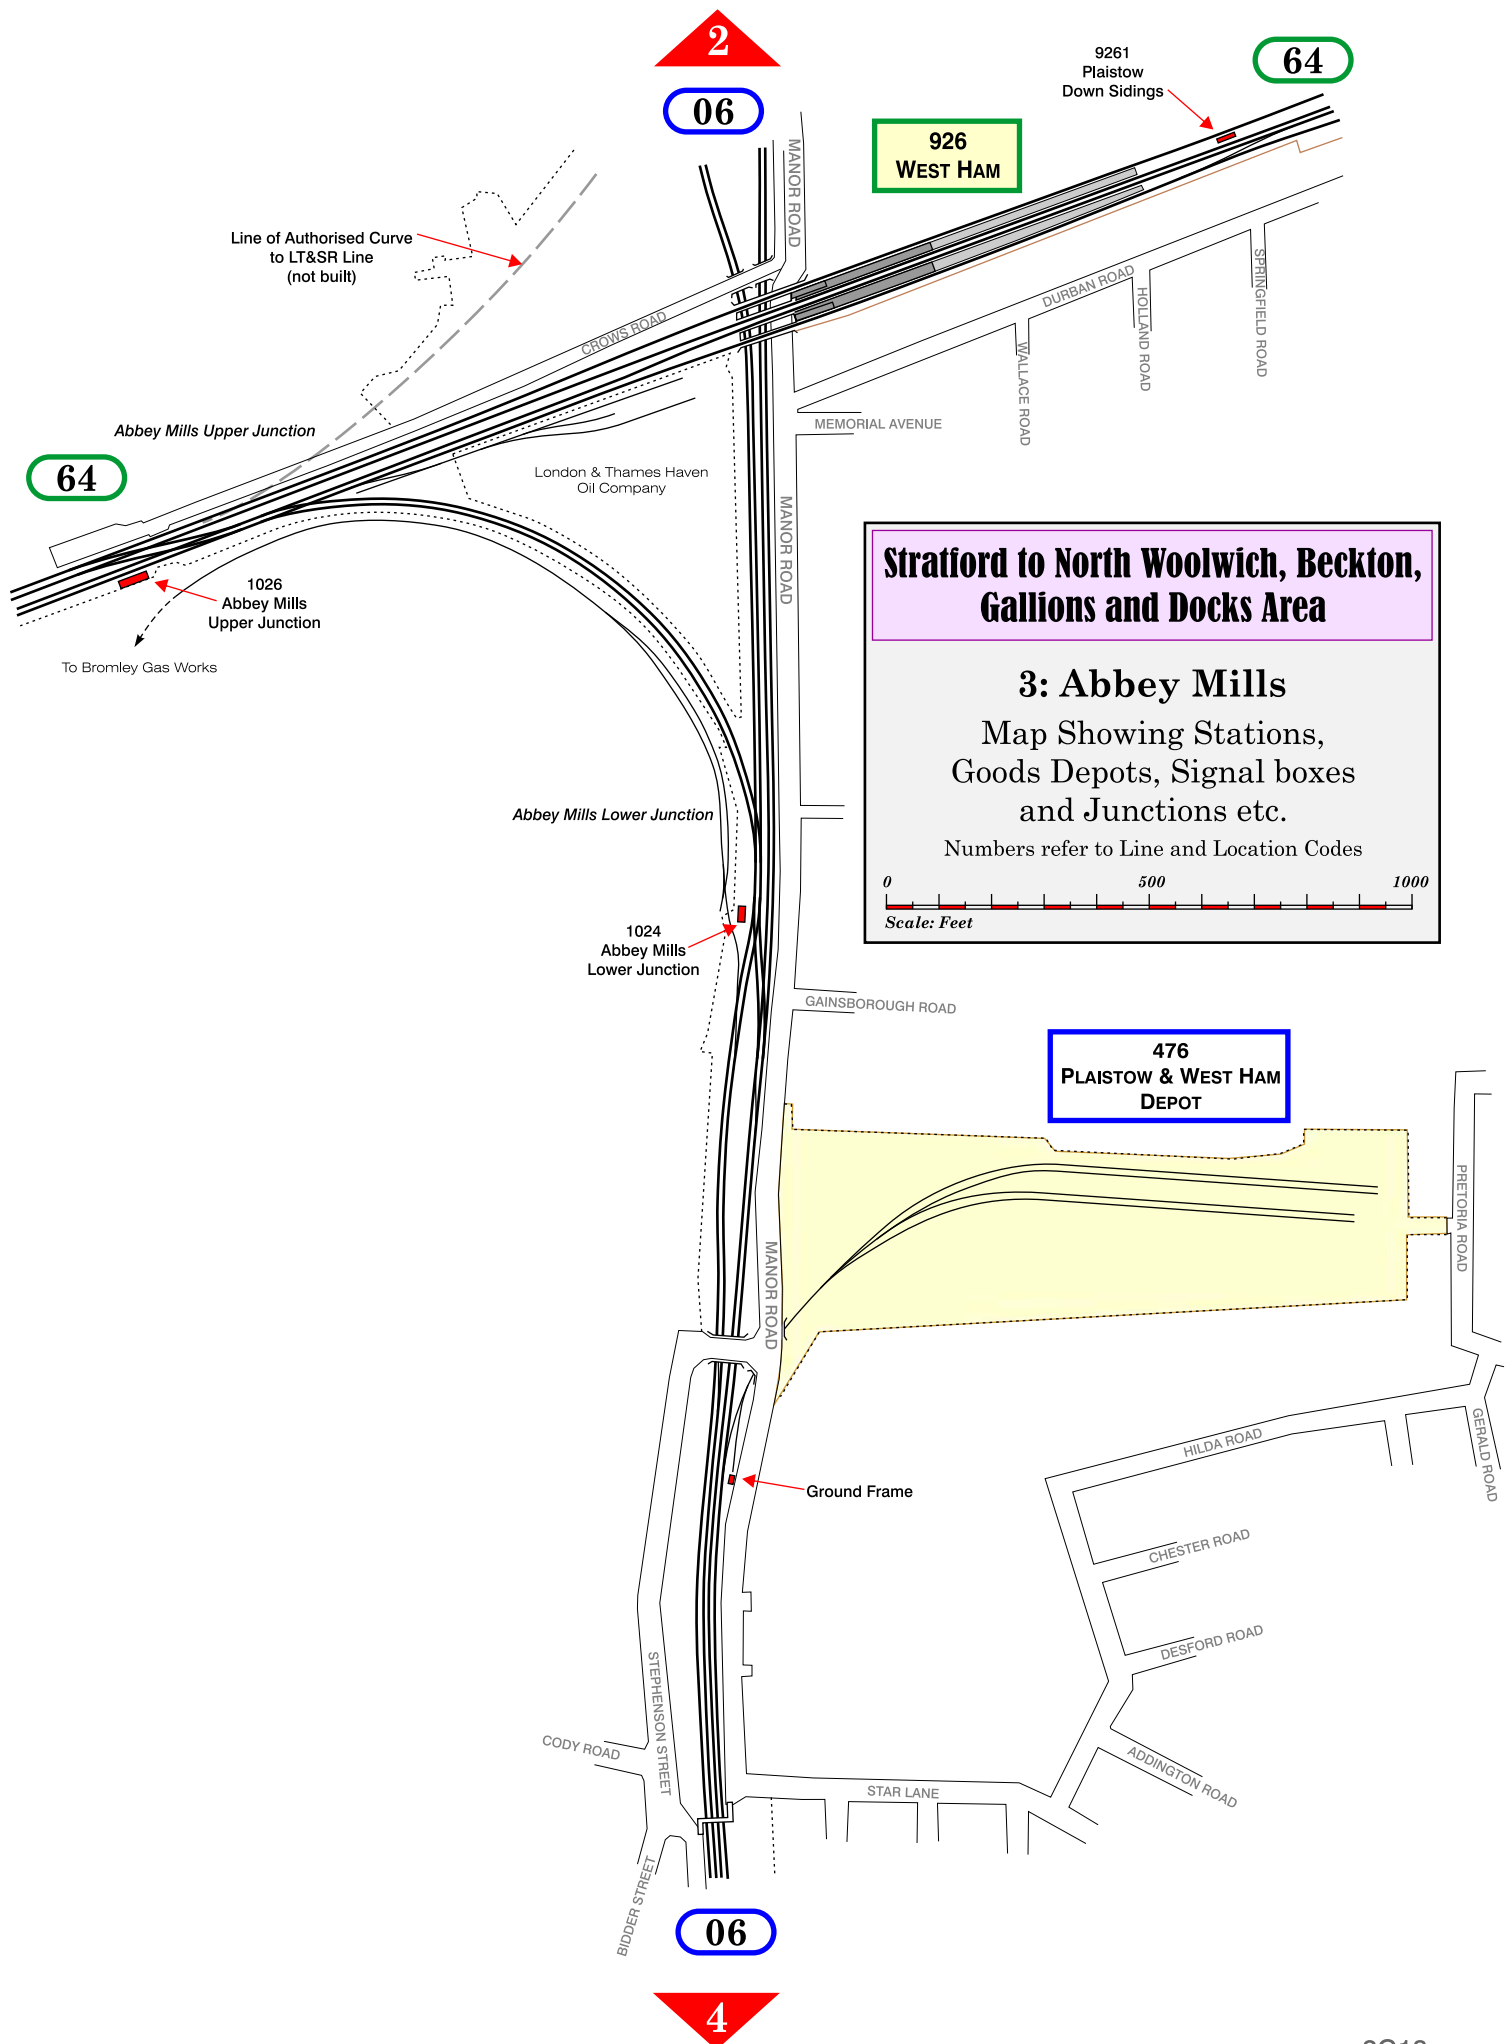 2
06
9261
Plaistow
Down Sidings
64
926
WEST HAM
MANOR ROAD
Line of Authorised Curve
to LT&SR Line
(not built)
CROWS ROAD
DURBAN ROAD
SPRINGFIELD ROAD
HOLLAND ROAD
WALLACE ROAD
MEMORIAL AVENUE
Abbey Mills Upper Junction
64
London & Thames Haven
Oil Company
MANOR ROAD
1026
Abbey Mills
Upper Junction
To Bromley Gas Works
Stratford to North Woolwich, Beckton,
Gallions and Docks Area
3: Abbey Mills
Map Showing Stations,
Goods Depots, Signal boxes
and Junctions etc.
Numbers refer to Line and Location Codes
0 500 1000
Scale: Feet
Abbey Mills Lower Junction
1024
Abbey Mills
Lower Junction
GAINSBOROUGH ROAD
476
PLAISTOW & WEST HAM
DEPOT
PRETORIA ROAD
MANOR ROAD
GERALD ROAD
HILDA ROAD
Ground Frame
CHESTER ROAD
DESFORD ROAD
STEPHENSON STREET
CODY ROAD
ADDINGTON ROAD
STAR LANE
BIDDER STREET
06
4